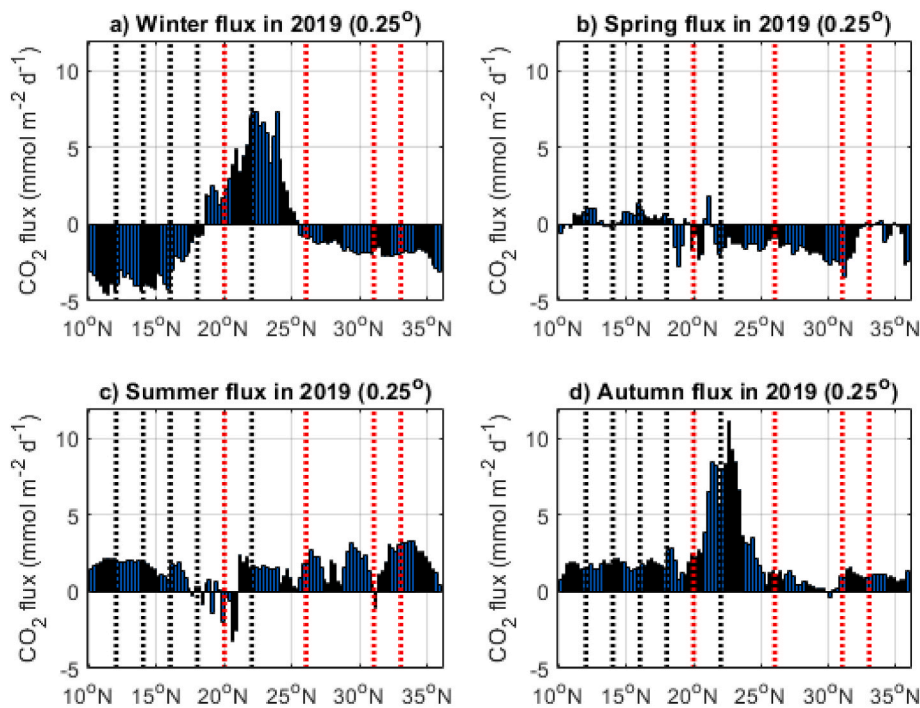 a) Winter flux in 2019 (0.25°)
CO₂ flux (mmol m⁻² d⁻¹)
10
5
0
-5
10°N 15°N 20°N 25°N 30°N 35°N
b) Spring flux in 2019 (0.25°)
CO₂ flux (mmol m⁻² d⁻¹)
10
5
0
-5
10°N 15°N 20°N 25°N 30°N 35°N
c) Summer flux in 2019 (0.25°)
CO₂ flux (mmol m⁻² d⁻¹)
10
5
0
-5
10°N 15°N 20°N 25°N 30°N 35°N
d) Autumn flux in 2019 (0.25°)
CO₂ flux (mmol m⁻² d⁻¹)
10
5
0
-5
10°N 15°N 20°N 25°N 30°N 35°N